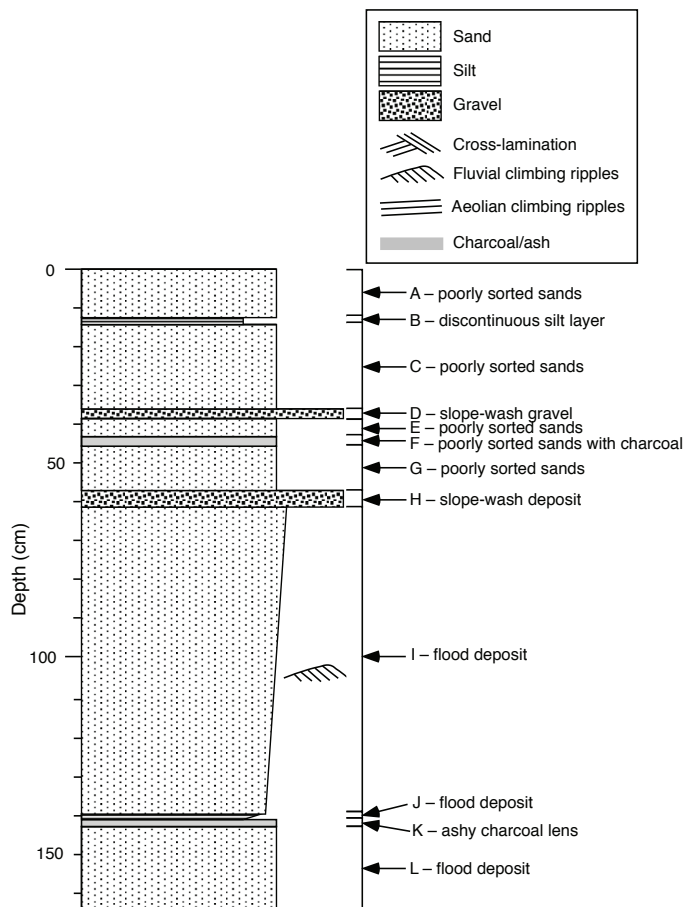 Sand
Silt
Gravel
Cross-lamination
Fluvial climbing ripples
Aeolian climbing ripples
Charcoal/ash
0
A – poorly sorted sands
B – discontinuous silt layer
C – poorly sorted sands
D – slope-wash gravel
E – poorly sorted sands
F – poorly sorted sands with charcoal
50
G – poorly sorted sands
H – slope-wash deposit
Depth (cm)
100
I – flood deposit
J – flood deposit
K – ashy charcoal lens
150
L – flood deposit